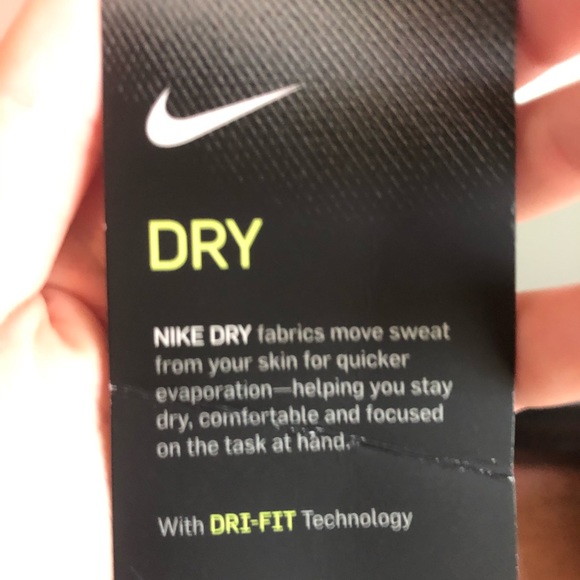 DRY
NIKE DRY fabrics move sweat
from your skin for quicker
evaporation—helping you stay
dry, comfortable and focused
on the task at hand.
With DRI-FIT Technology